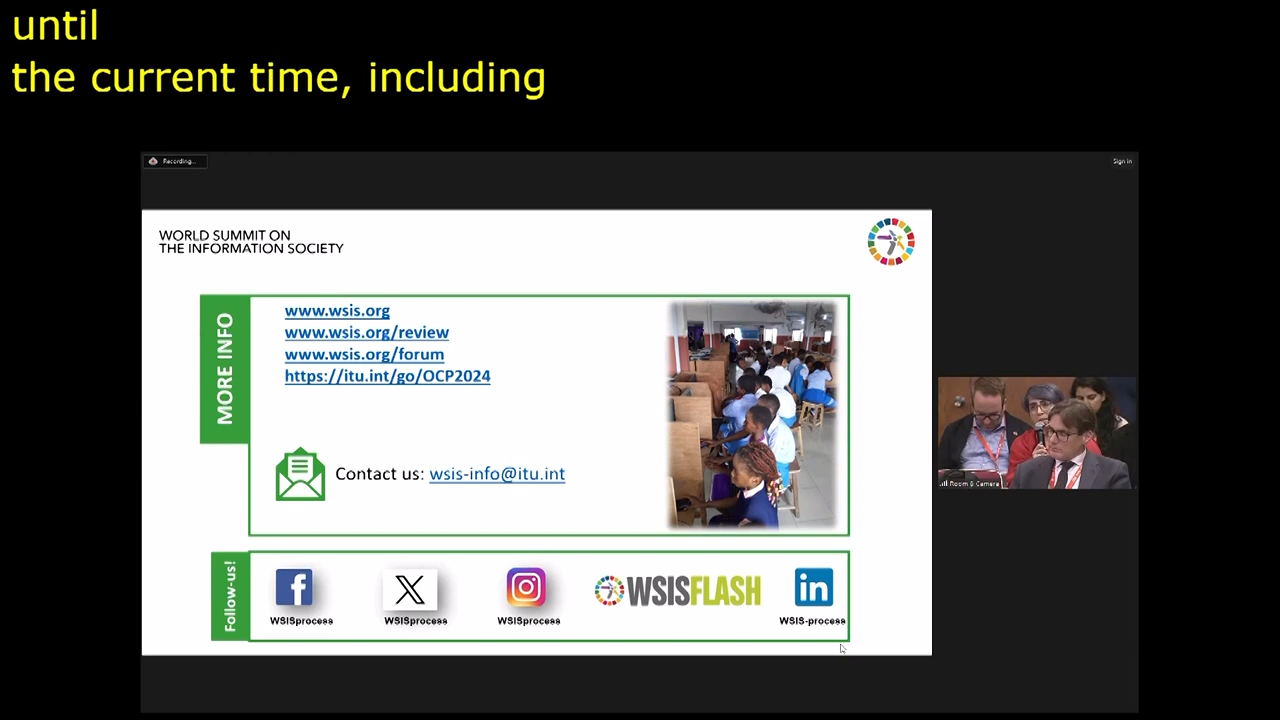 until
the current time, including
Recording...
Sign in
WORLD SUMMIT ON
THE INFORMATION SOCIETY
MORE INFO
www.wsis.org
www.wsis.org/review
www.wsis.org/forum
https://itu.int/go/OCP2024
Contact us: wsis-info@itu.int
Room 6 Camera
Follow-us!
WSISFLASH
WSISprocess
WSISprocess
WSISprocess
WSIS-process